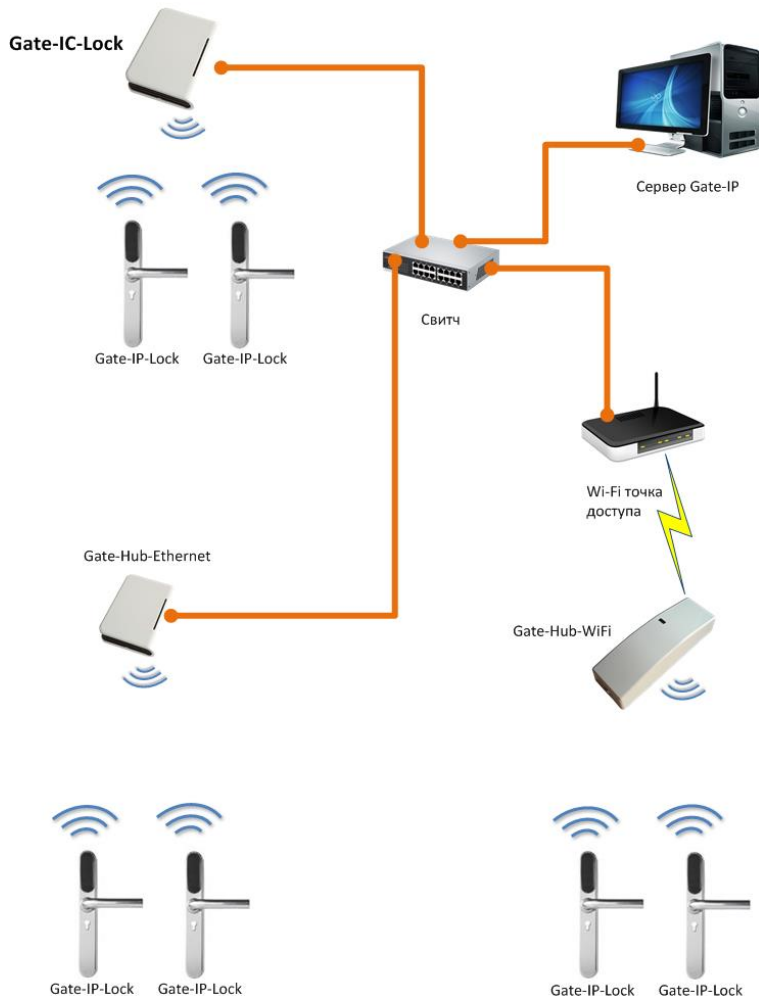 Gate-IC-Lock
Сервер Gate-IP
Свитч
Gate-IP-Lock
Gate-IP-Lock
Wi-Fi точка
доступа
Gate-Hub-Ethernet
Gate-Hub-WiFi
Gate-IP-Lock
Gate-IP-Lock
Gate-IP-Lock
Gate-IP-Lock